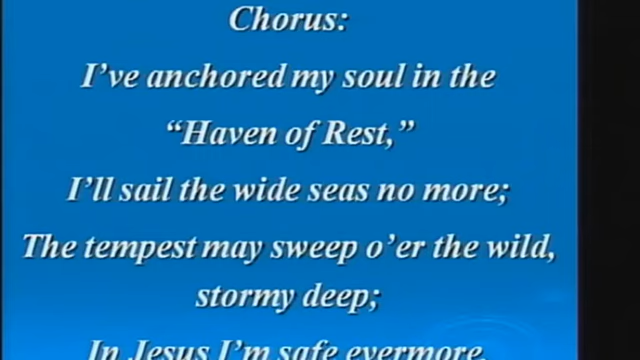 Chorus:
I've anchored my soul in the
“Haven of Rest,”
I'll sail the wide seas no more;
The tempest may sweep o'er the wild,
stormy deep;
In Jesus I'm safe evermore.